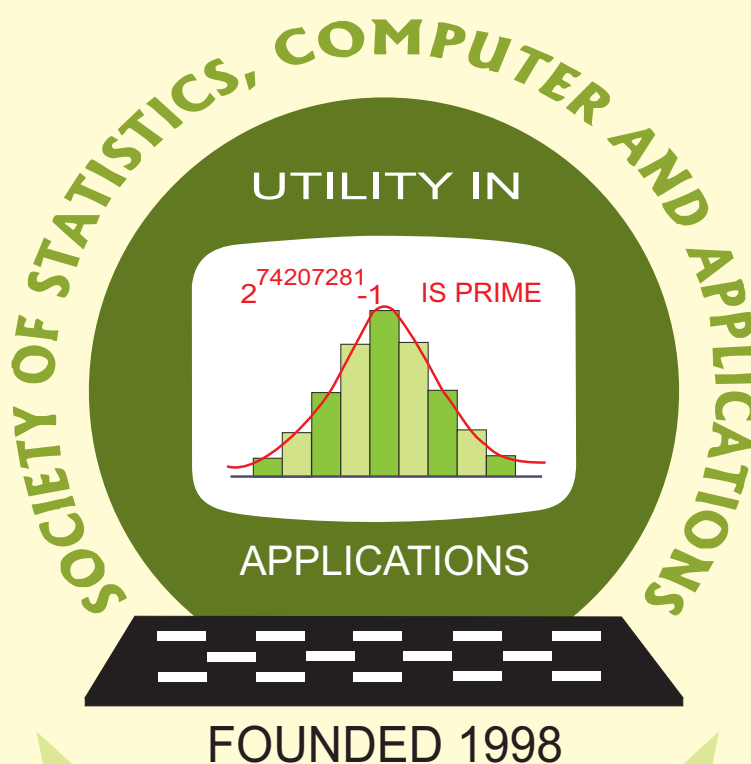 SOCIETY OF STATISTICS, COMPUTER AND APPLICATIONS
UTILITY IN
2^74207281-1 IS PRIME
APPLICATIONS
FOUNDED 1998